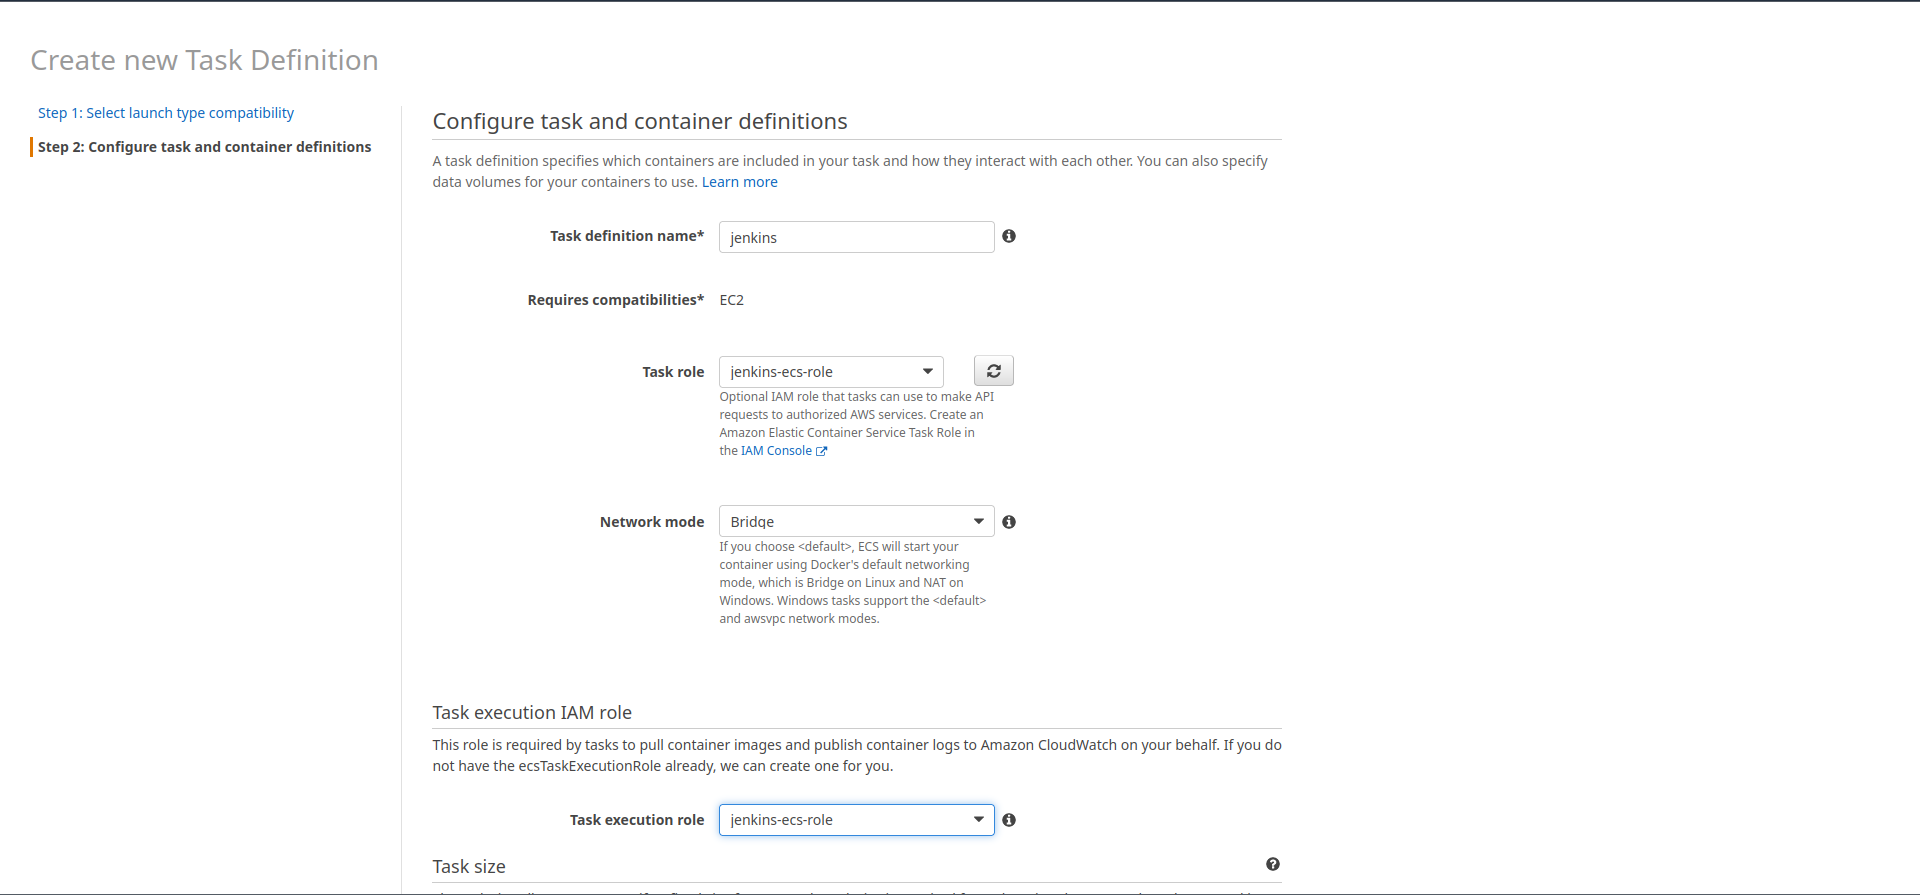 Create new Task Definition
Step 1: Select launch type compatibility
Step 2: Configure task and container definitions
Configure task and container definitions
A task definition specifies which containers are included in your task and how they interact with each other. You can also specify
data volumes for your containers to use. Learn more
Task definition name*
jenkins
Requires compatibilities*
EC2
Task role
jenkins-ecs-role
Optional IAM role that tasks can use to make API
requests to authorized AWS services. Create an
Amazon Elastic Container Service Task Role in
the IAM Console
Network mode
Bridge
If you choose <default>, ECS will start your
container using Docker's default networking
mode, which is Bridge on Linux and NAT on
Windows. Windows tasks support the <default>
and awsvpc network modes.
Task execution IAM role
This role is required by tasks to pull container images and publish container logs to Amazon CloudWatch on your behalf. If you do
not have the ecsTaskExecutionRole already, we can create one for you.
Task execution role
jenkins-ecs-role
Task size